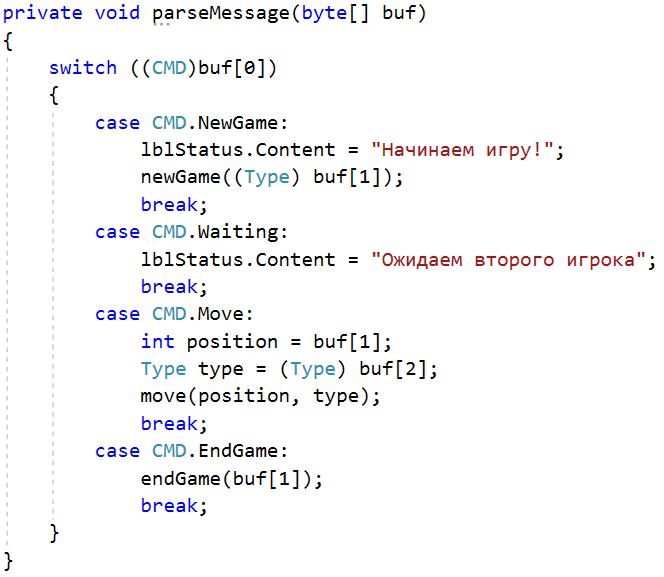 private void parseMessage(byte[] buf)
{
    switch ((CMD)buf[0])
    {
        case CMD.NewGame:
            lblStatus.Content = "Начинаем игру!";
            newGame((Type) buf[1]);
            break;
        case CMD.Waiting:
            lblStatus.Content = "Ожидаем второго игрока";
            break;
        case CMD.Move:
            int position = buf[1];
            Type type = (Type) buf[2];
            move(position, type);
            break;
        case CMD.EndGame:
            endGame(buf[1]);
            break;
    }
}